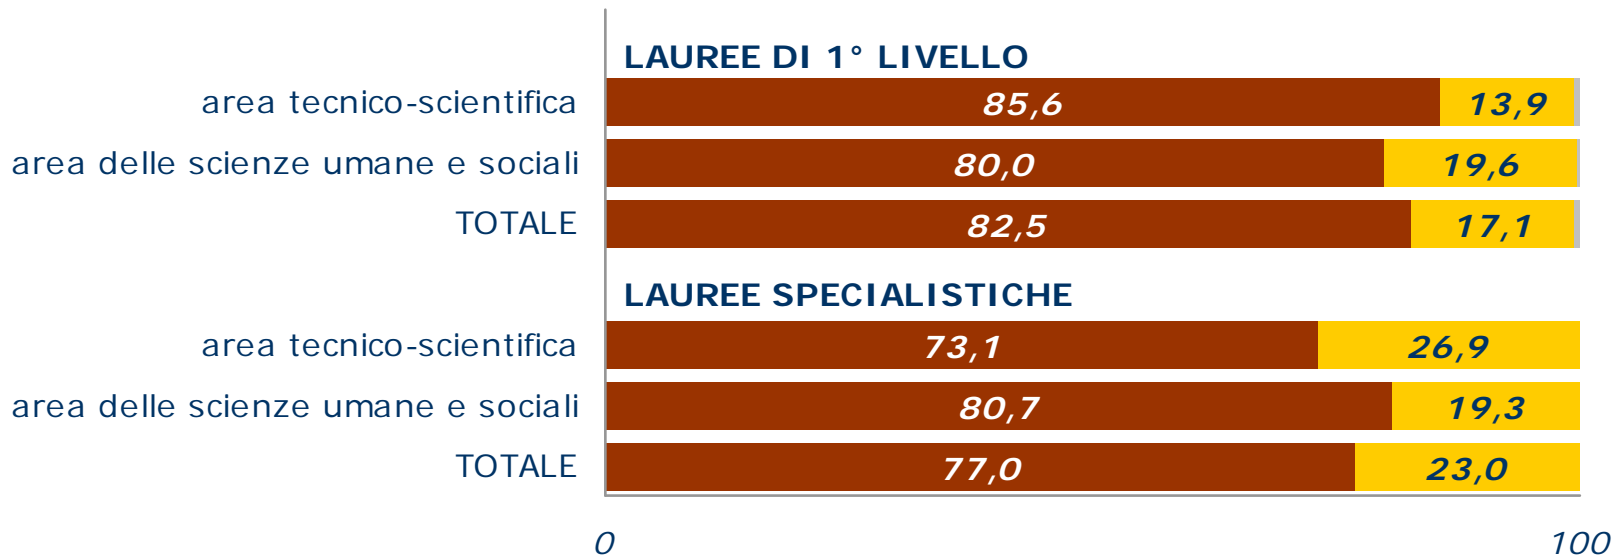 LAUREE DI 1° LIVELLO
area tecnico-scientifica 85,6 13,9
area delle scienze umane e sociali 80,0 19,6
TOTALE 82,5 17,1
LAUREE SPECIALISTICHE
area tecnico-scientifica 73,1 26,9
area delle scienze umane e sociali 80,7 19,3
TOTALE 77,0 23,0
0 100